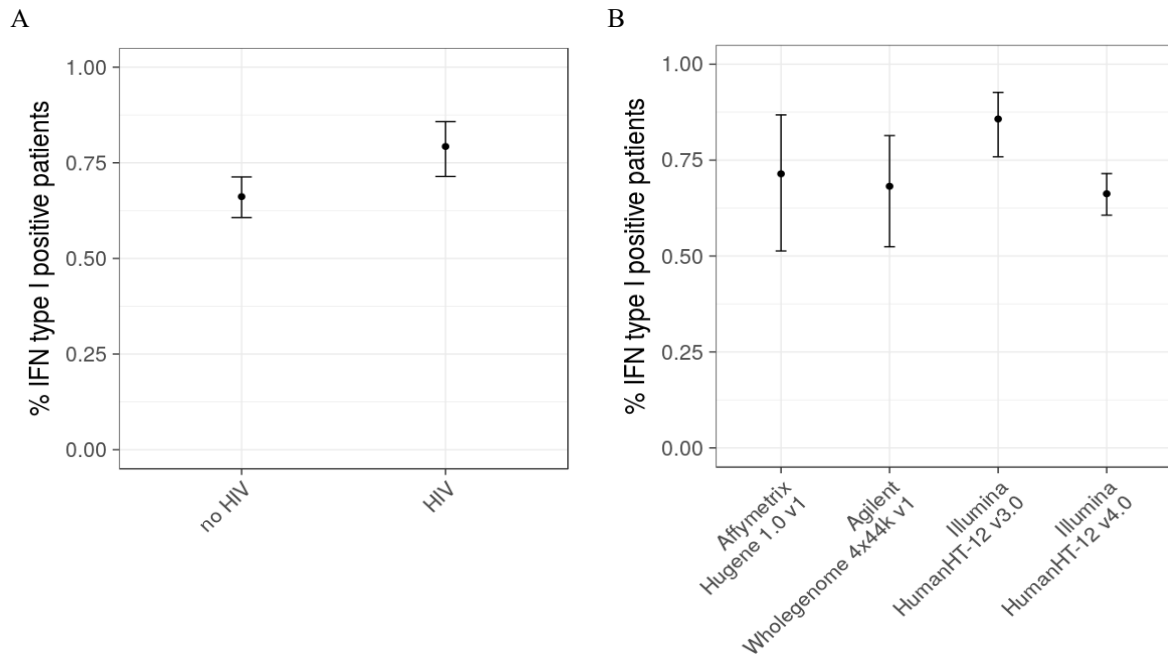 A
% IFN type I positive patients
1.00
0.75
0.50
0.25
0.00
no HIV
HIV
B
% IFN type I positive patients
1.00
0.75
0.50
0.25
0.00
Affymetrix
Hugene 1.0 v1
Agilent
Wholegenome 4x44k v1
Illumina
HumanHT-12 v3.0
Illumina
HumanHT-12 v4.0